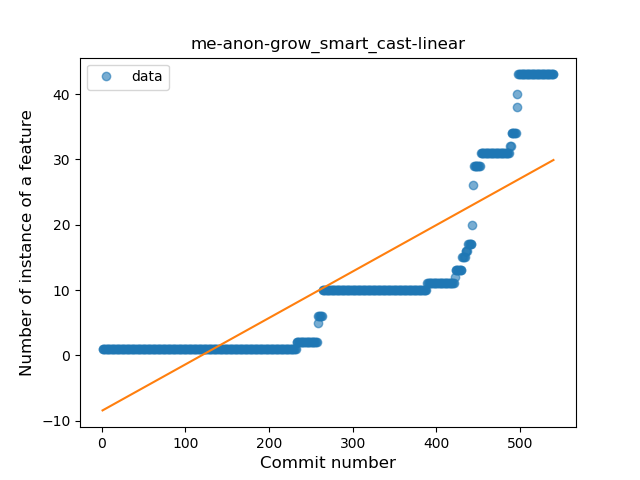 me-anon-grow_smart_cast-linear
data
Number of instance of a feature
40
30
20
10
0
−10
0 100 200 300 400 500
Commit number